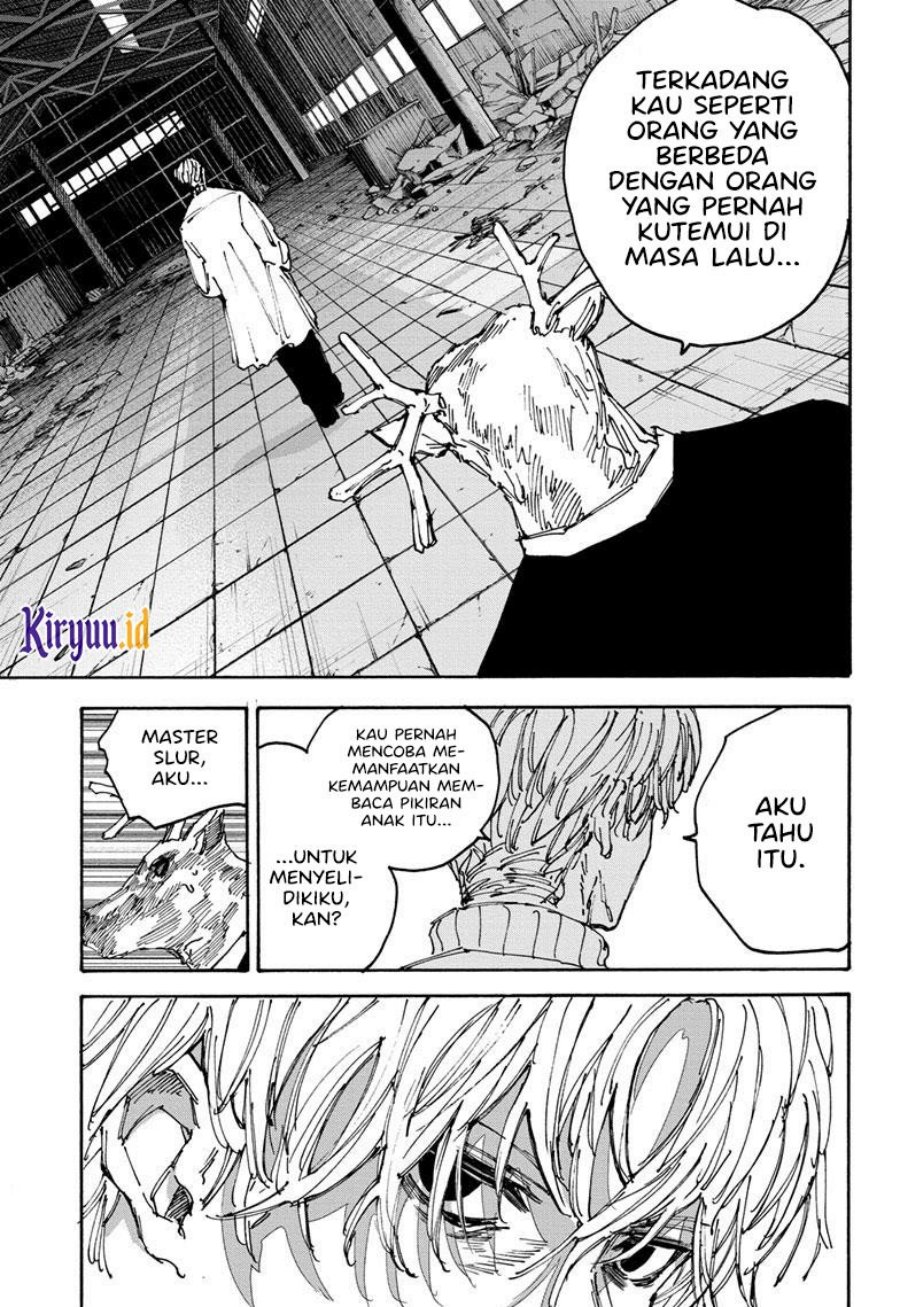 TERKADANG
KAU SEPERTI
ORANG YANG
BERBEDA
DENGAN ORANG
YANG PERNAH
KUTEMUI DI
MASA LALU...
Kiryuu.id
AKU
TAHU
ITU.
KAU PERNAH
MENCOBA ME-
MANFAATKAN
KEMAMPUAN MEM-
BACA PIKIRAN
ANAK ITU...
...UNTUK
MENYELI-
DIKIKU,
KAN?
MASTER
SLUR,
AKU...